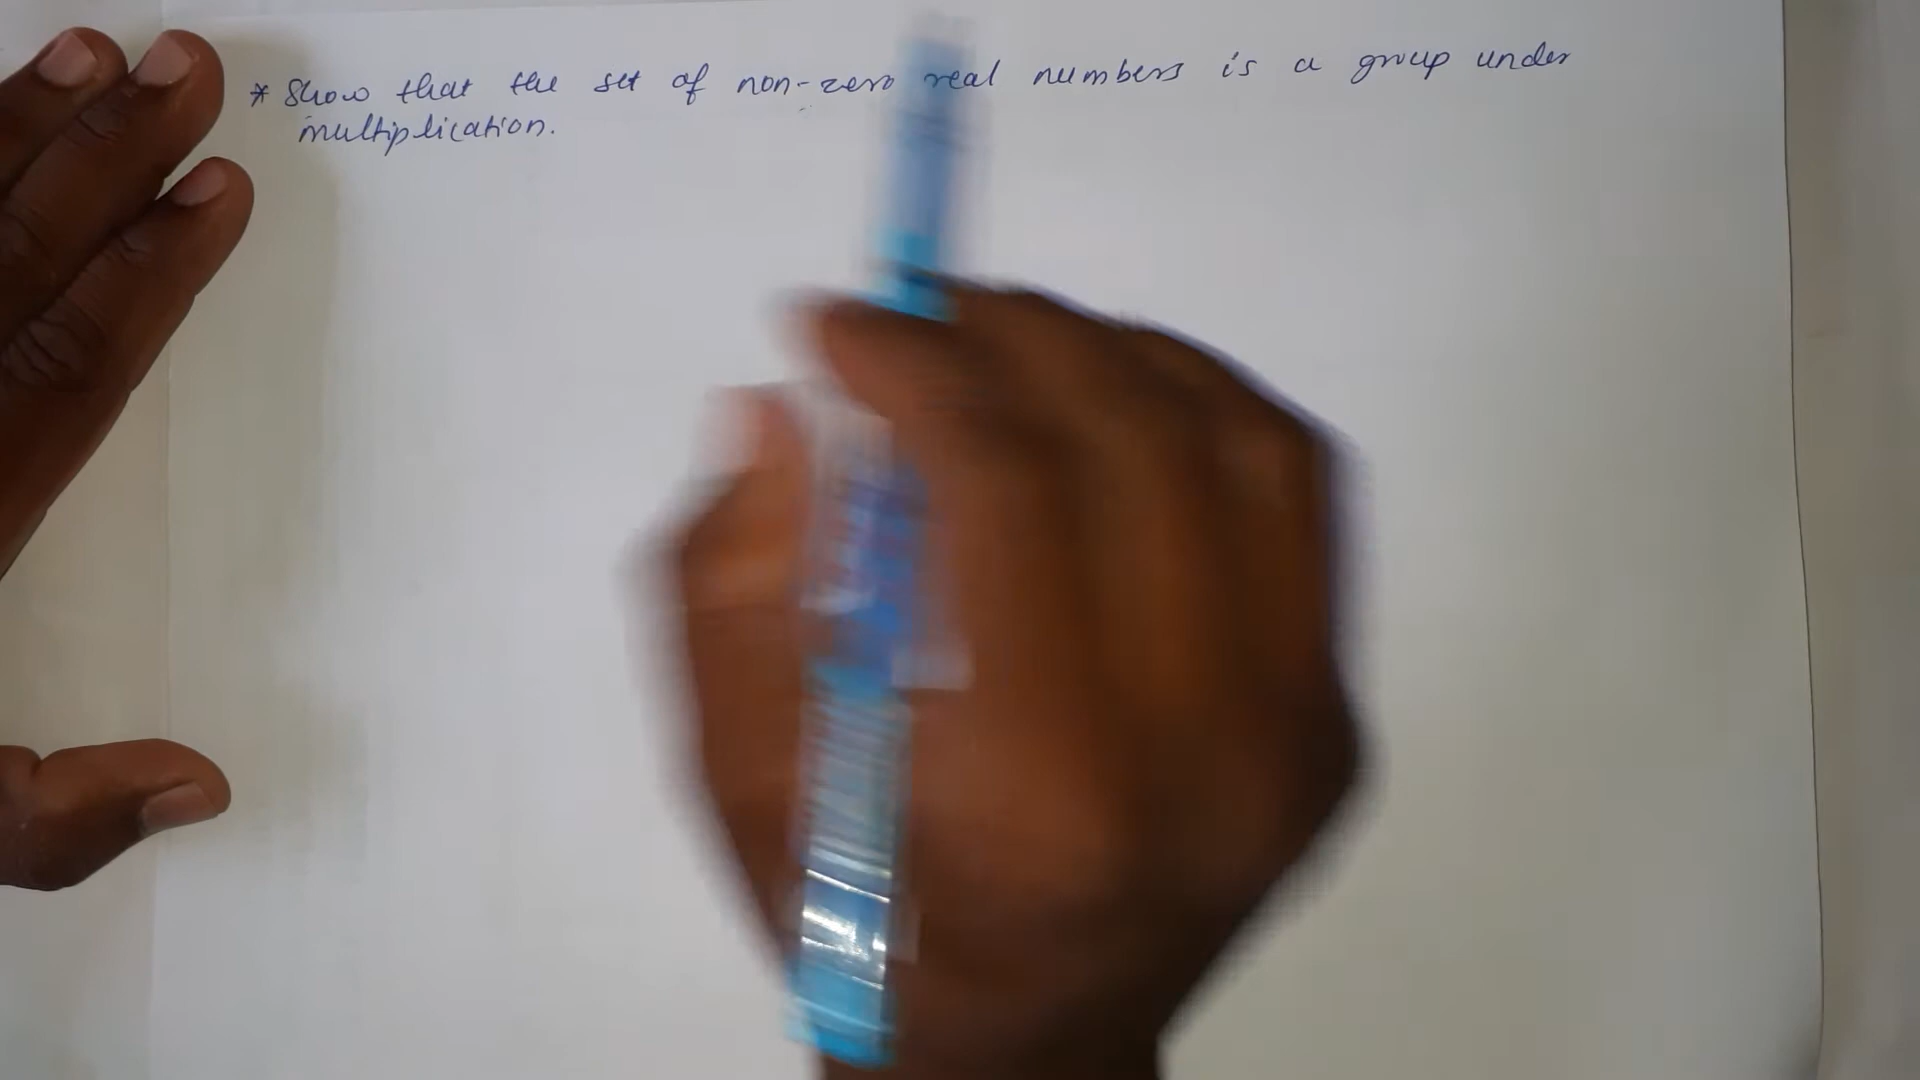 * Show that the set of non-zero real numbers is a group under
multiplication.